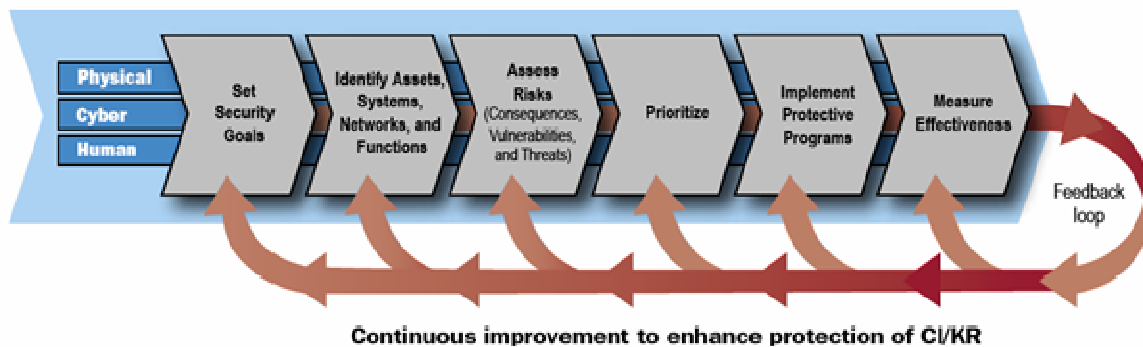 Physical
Cyber
Human
Set
Security
Goals
Identify Assets,
Systems,
Networks, and
Functions
Assess
Risks
(Consequences,
Vulnerabilities,
and Threats)
Prioritize
Implement
Protective
Programs
Measure
Effectiveness
Feedback
loop
Continuous improvement to enhance protection of CI/KR